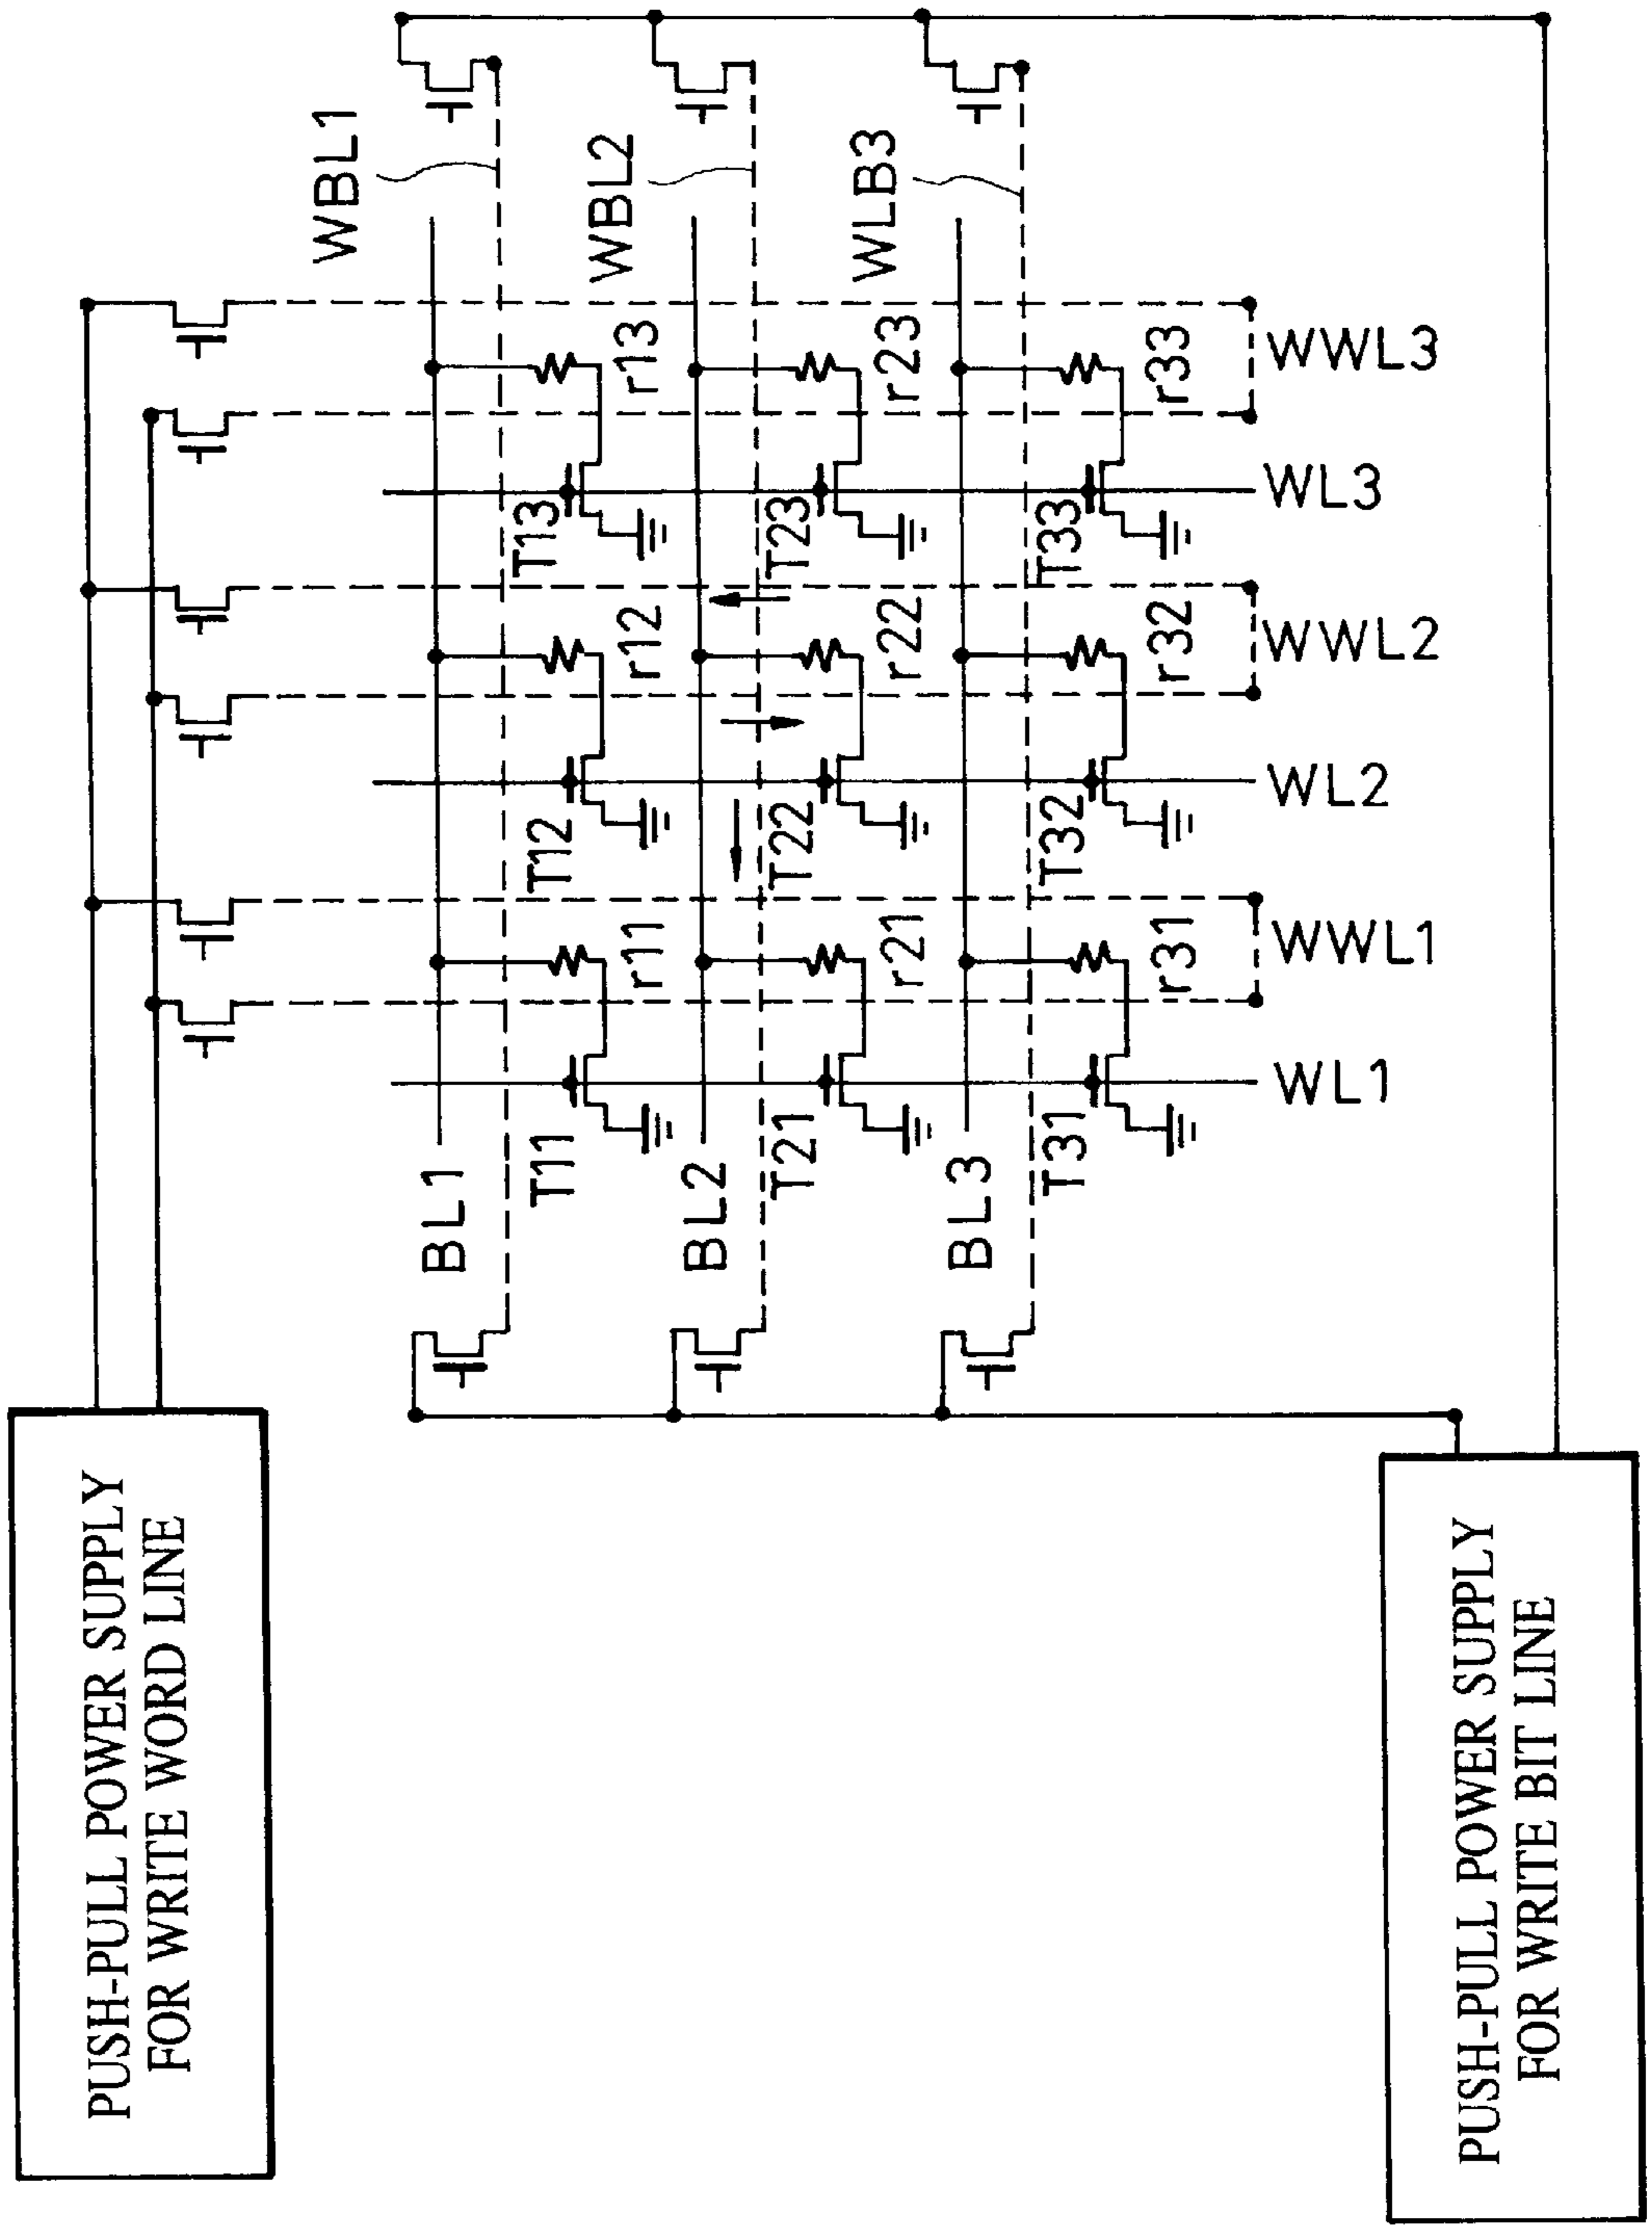 PUSH-PULL POWER SUPPLY
FOR WRITE WORD LINE
WBL1
WBL2
WLB3
BL1
BL2
BL3
T11
r11
T12
r12
T13
r13
T21
r21
T22
r22
T23
r23
T31
r31
T32
r32
T33
r33
WL1
WWL1
WL2
WWL2
WL3
WWL3
PUSH-PULL POWER SUPPLY
FOR WRITE BIT LINE